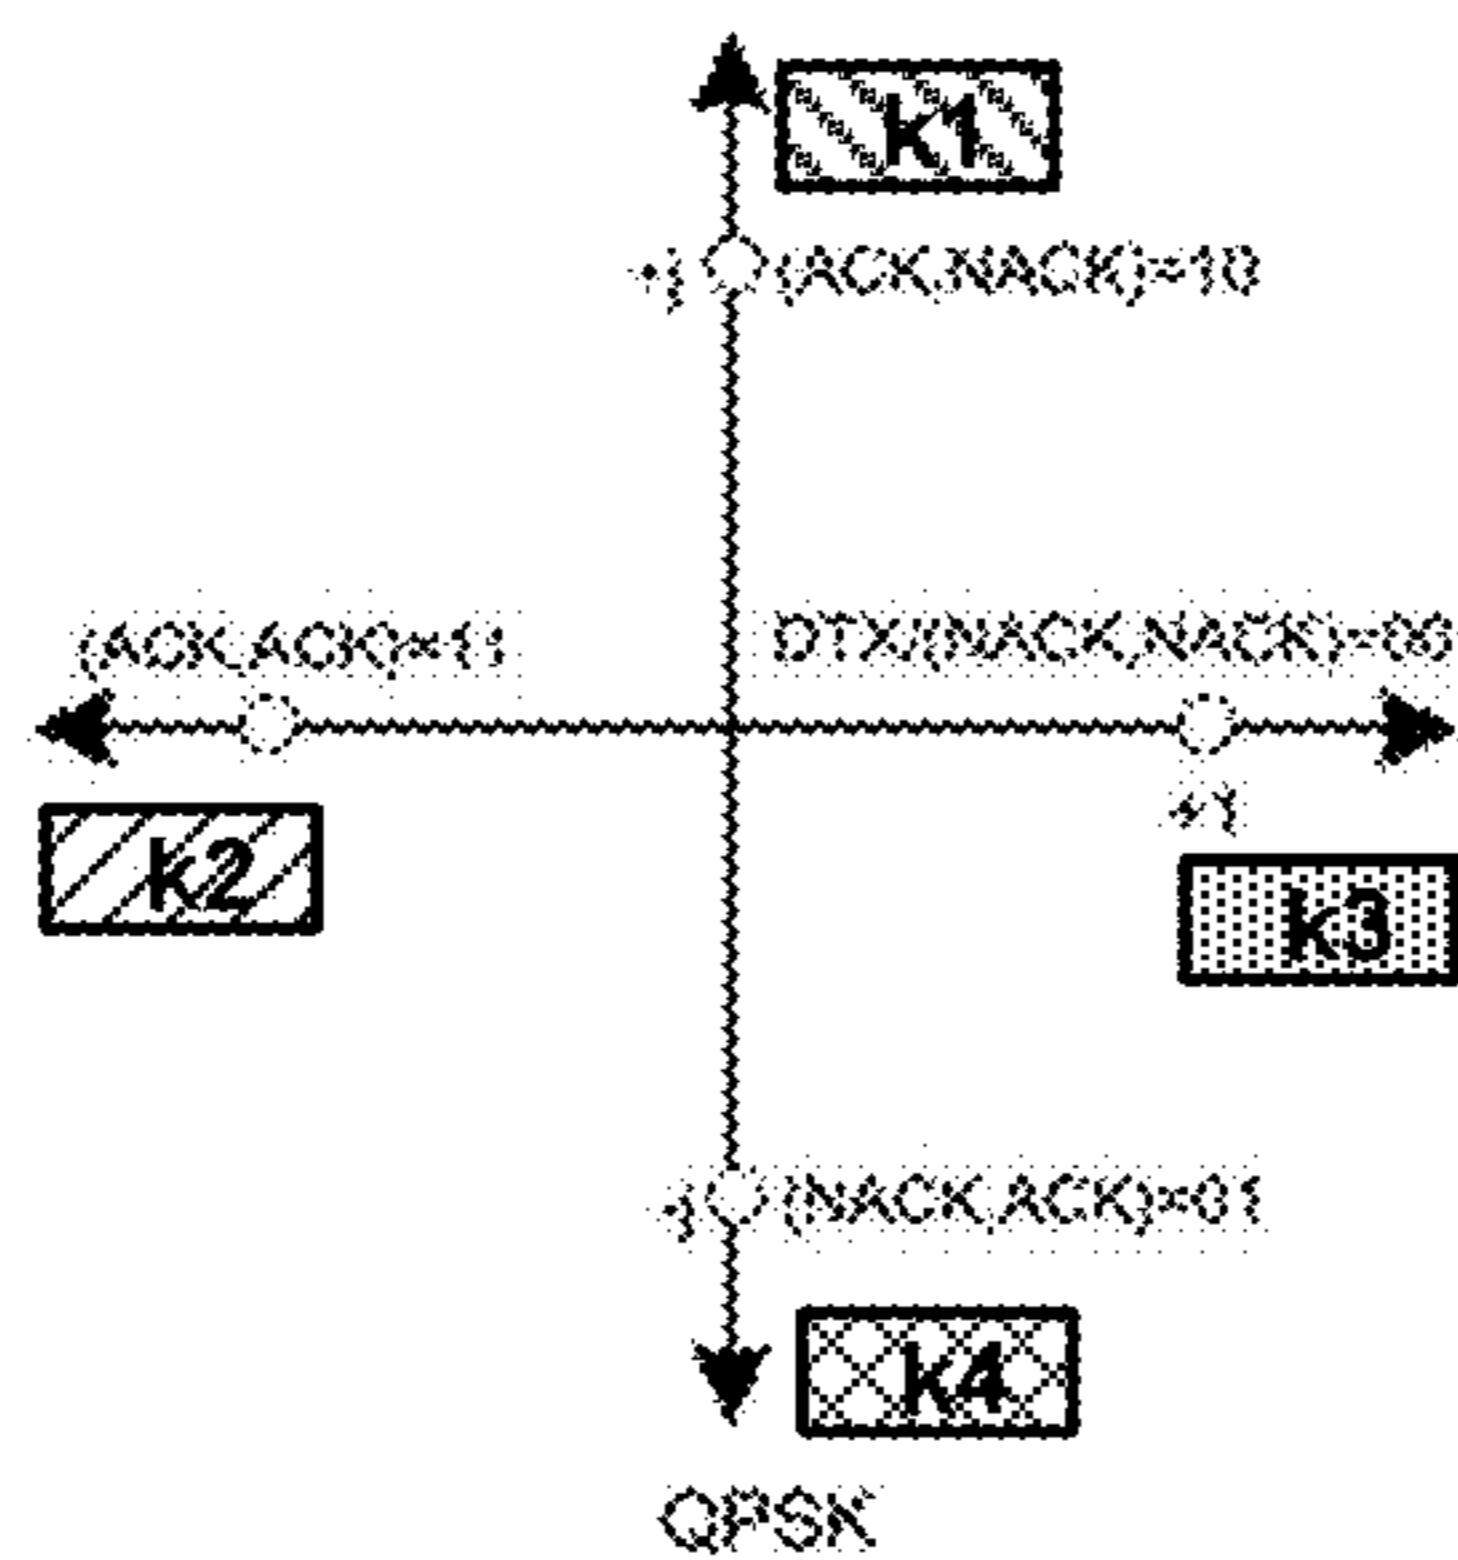 k1
+j (ACK,NACK)=10
(ACK,ACK)=11
DTX/(NACK,NACK)=00
+1
k2
k3
-j (NACK,ACK)=01
k4
QPSK